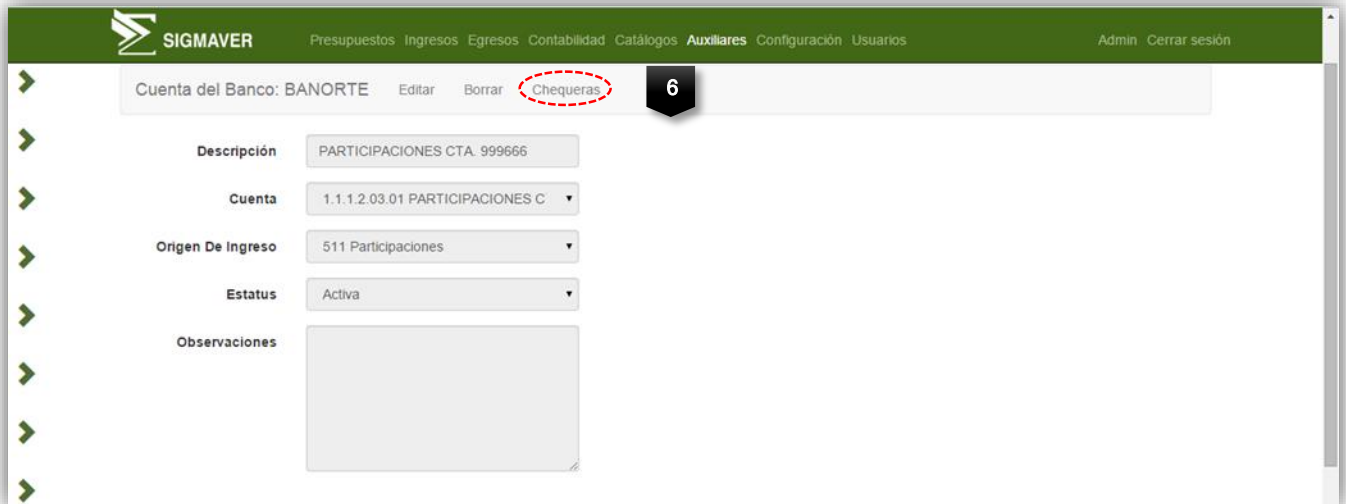 SIGMAVER Presupuestos Ingresos Egresos Contabilidad Catálogos Auxiliares Configuración Usuarios Admin Cerrar sesión
Cuenta del Banco: BANORTE Editar Borrar Chequeras 6
Descripción PARTICIPACIONES CTA. 999666
Cuenta 1.1.1.2.03.01 PARTICIPACIONES C
Origen De Ingreso 511 Participaciones
Estatus Activa
Observaciones